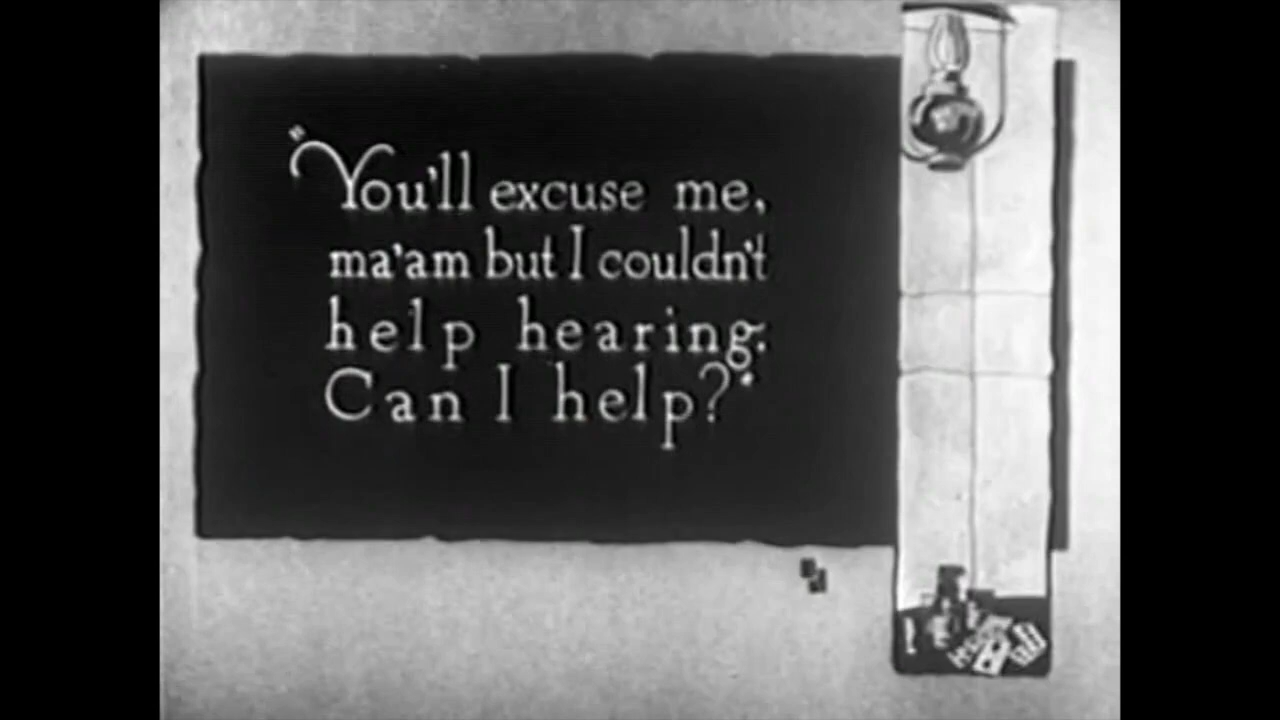 "You'll excuse me,
ma'am but I couldn't
help hearing.
Can I help?"